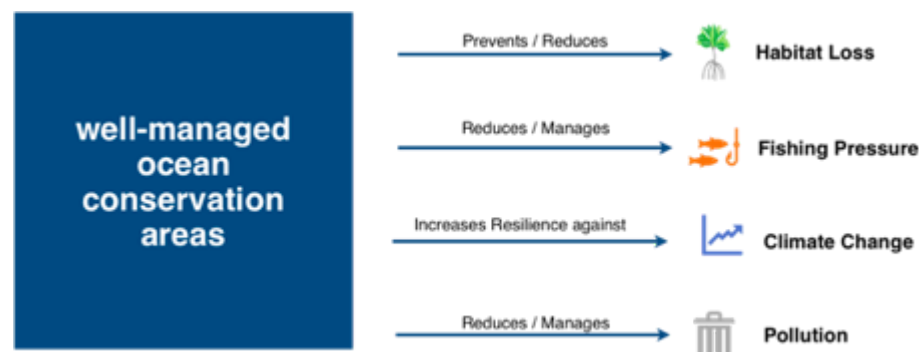 well-managed
ocean
conservation
areas
Prevents / Reduces
Habitat Loss
Reduces / Manages
Fishing Pressure
Increases Resilience against
Climate Change
Reduces / Manages
Pollution